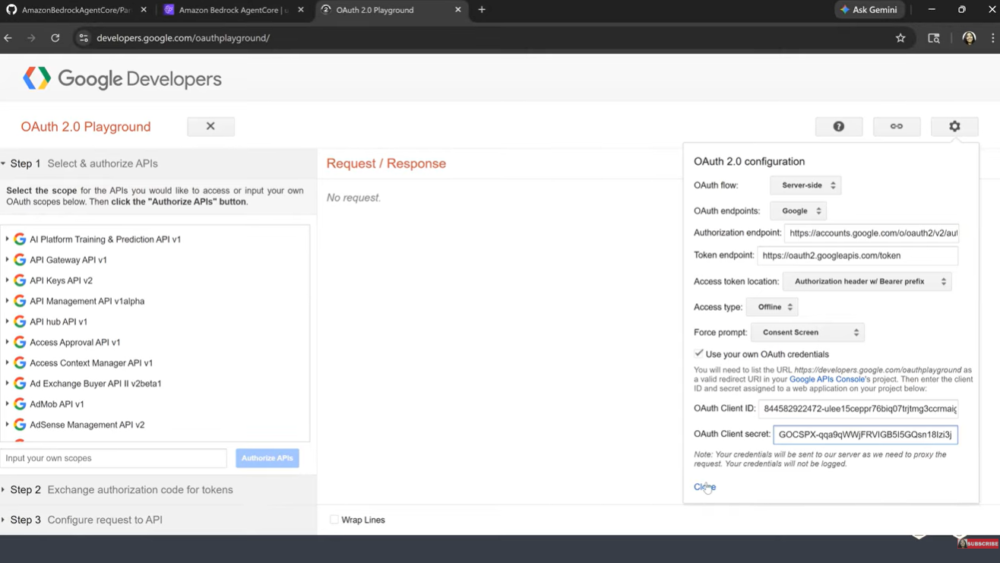 AmazonBedrockAgentCore/Par
Amazon Bedrock AgentCore | u
OAuth 2.0 Playground
Ask Gemini
developers.google.com/oauthplayground/
Google Developers
OAuth 2.0 Playground
Step 1 Select & authorize APIs
Select the scope for the APIs you would like to access or input your own
OAuth scopes below. Then click the "Authorize APIs" button.
AI Platform Training & Prediction API v1
API Gateway API v1
API Keys API v2
API Management API v1alpha
API hub API v1
Access Approval API v1
Access Context Manager API v1
Ad Exchange Buyer API II v2beta1
AdMob API v1
AdSense Management API v2
Input your own scopes
Authorize APIs
Step 2 Exchange authorization code for tokens
Step 3 Configure request to API
Request / Response
No request.
Wrap Lines
OAuth 2.0 configuration
OAuth flow: Server-side
OAuth endpoints: Google
Authorization endpoint: https://accounts.google.com/o/oauth2/v2/aut
Token endpoint: https://oauth2.googleapis.com/token
Access token location: Authorization header w/ Bearer prefix
Access type: Offline
Force prompt: Consent Screen
Use your own OAuth credentials
You will need to list the URL https://developers.google.com/oauthplayground as
a valid redirect URI in your Google APIs Console's project. Then enter the client
ID and secret assigned to a web application on your project below:
OAuth Client ID: 844582922472-ulee15ceppr76biq07trjtmg3ccrmaig
OAuth Client secret: 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
Note: Your credentials will be sent to our server as we need to proxy the
request. Your credentials will not be logged.
Close
SUBSCRIBE